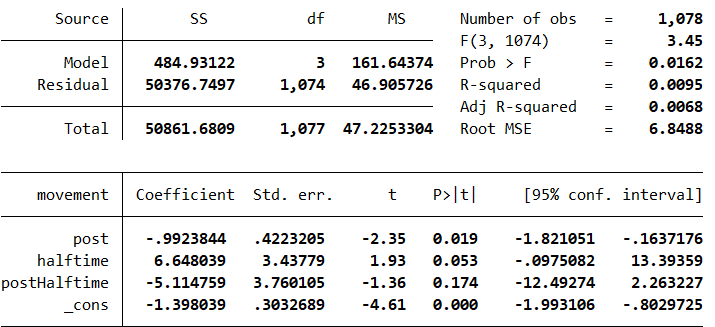 Source SS df MS Number of obs = 1,078
F(3, 1074) = 3.45
Model 484.93122 3 161.64374 Prob > F = 0.0162
Residual 50376.7497 1,074 46.905726 R-squared = 0.0095
Adj R-squared = 0.0068
Total 50861.6809 1,077 47.2253304 Root MSE = 6.8488
movement Coefficient Std. err. t P>|t| [95% conf. interval]
post -.9923844 .4223205 -2.35 0.019 -1.821051 -.1637176
halftime 6.648039 3.43779 1.93 0.053 -.0975082 13.39359
postHalftime -5.114759 3.760105 -1.36 0.174 -12.49274 2.263227
_cons -1.398039 .3032689 -4.61 0.000 -1.993106 -.8029725